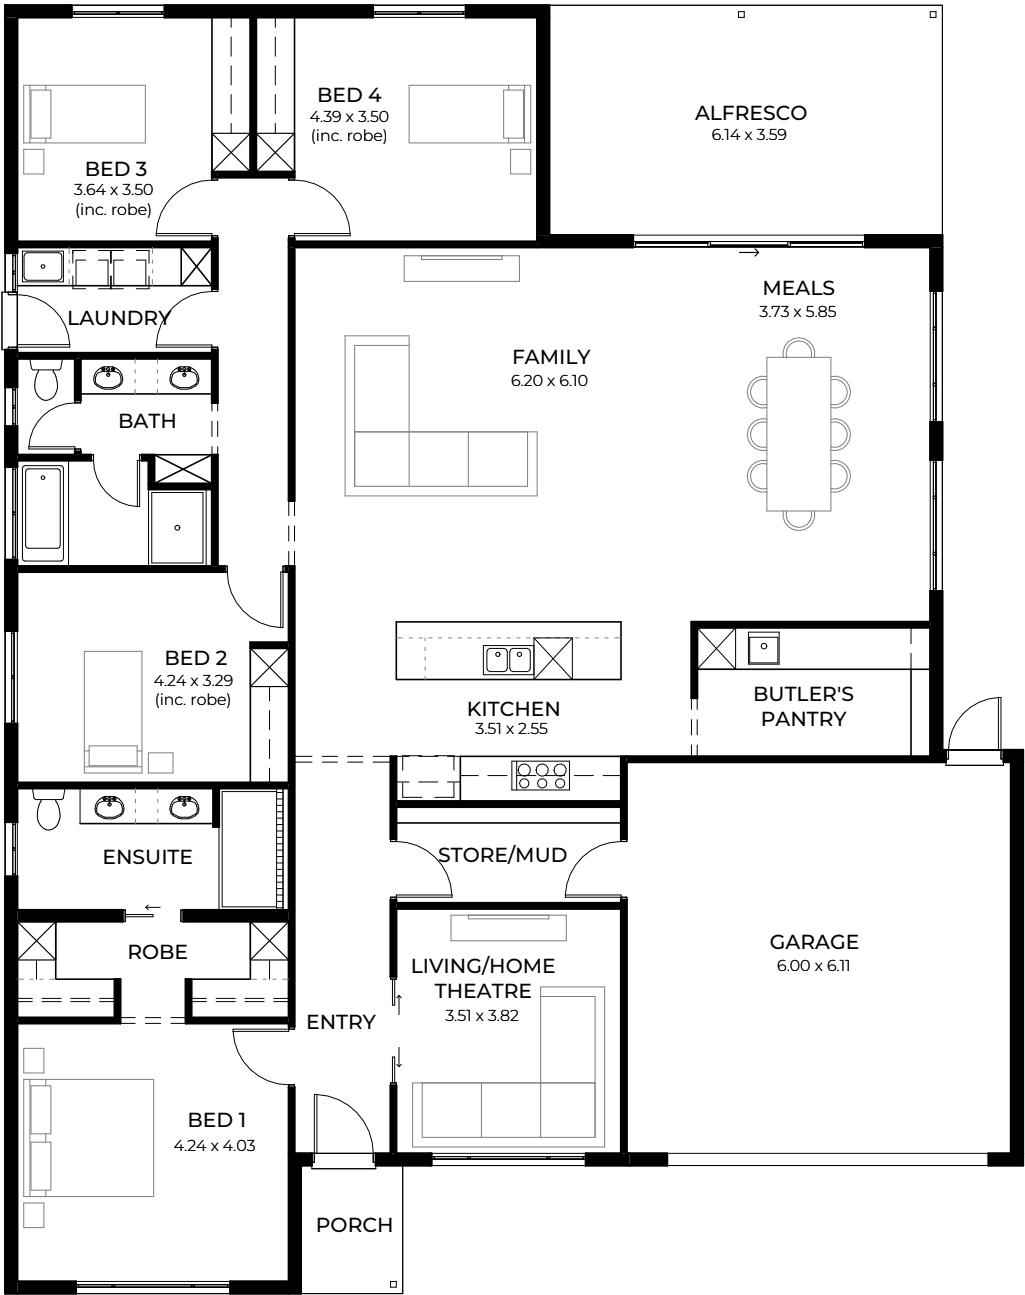 BED 4
4.39 x 3.50
(inc. robe)
ALFRESCO
6.14 x 3.59
BED 3
3.64 x 3.50
(inc. robe)
MEALS
3.73 x 5.85
LAUNDRY
FAMILY
6.20 x 6.10
BATH
BED 2
4.24 x 3.29
(inc. robe)
KITCHEN
3.51 x 2.55
BUTLER'S
PANTRY
ENSUITE
STORE/MUD
ROBE
LIVING/HOME
THEATRE
3.51 x 3.82
GARAGE
6.00 x 6.11
ENTRY
BED 1
4.24 x 4.03
PORCH